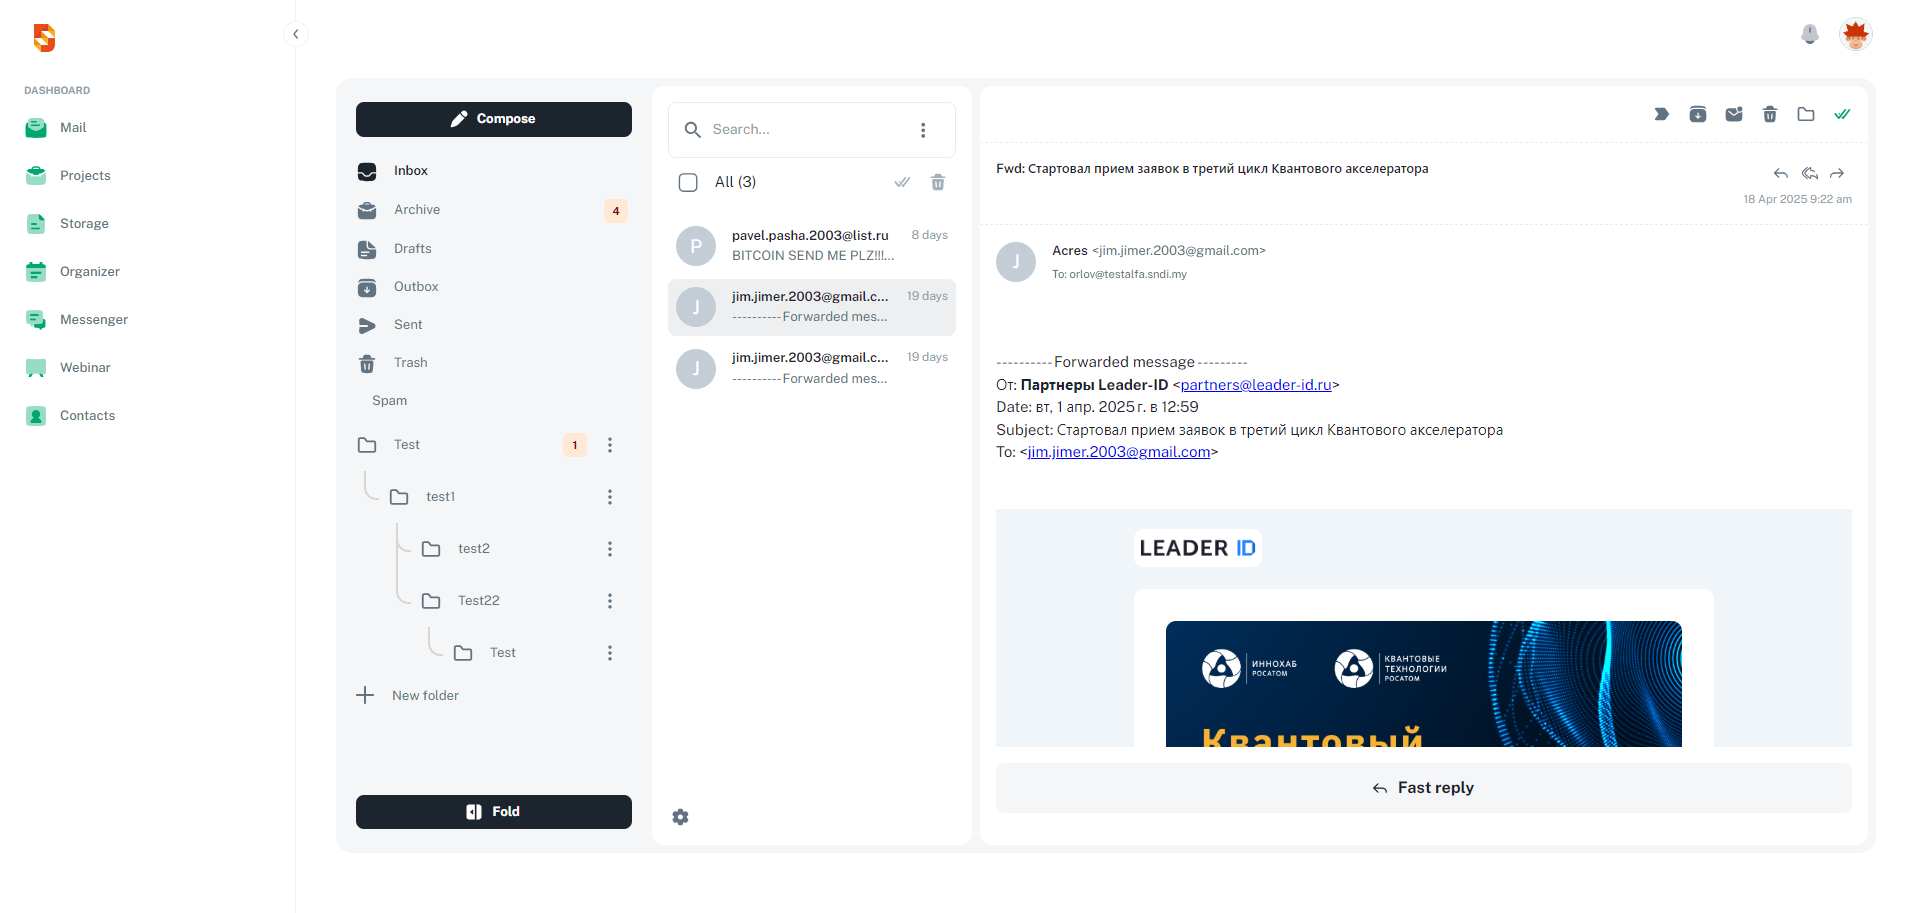 DASHBOARD
Mail
Projects
Storage
Organizer
Messenger
Webinar
Contacts
Compose
Inbox
Archive
4
Drafts
Outbox
Sent
Trash
Spam
Test
1
test1
test2
Test22
Test
New folder
Fold
Search...
All (3)
P
pavel.pasha.2003@list.ru
8 days
BITCOIN SEND ME PLZ!!!...
J
jim.jimer.2003@gmail.c...
19 days
---------- Forwarded mes...
J
jim.jimer.2003@gmail.c...
19 days
---------- Forwarded mes...
Fwd: Стартовал прием заявок в третий цикл Квантового акселератора
18 Apr 2025 9:22 am
J
Acres <jim.jimer.2003@gmail.com>
To: orlov@testalfa.sndi.my
---------- Forwarded message ---------
От: Партнеры Leader-ID <partners@leader-id.ru>
Date: вт, 1 апр. 2025 г. в 12:59
Subject: Стартовал прием заявок в третий цикл Квантового акселератора
To: <jim.jimer.2003@gmail.com>
LEADER ID
ИННОХАБ
РОСАТОМ
КВАНТОВЫЕ
ТЕХНОЛОГИИ
РОСАТОМ
Квантовый
Fast reply